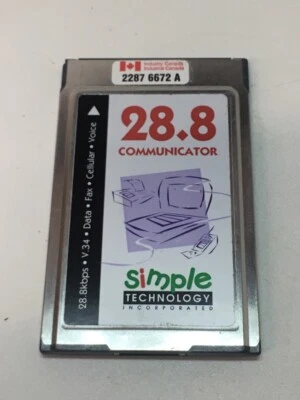 Industry Canada
Industrie Canada
2287 6672 A
28.8
COMMUNICATOR
28.8kbps • V.34 • Data • Fax • Cellular • Voice
simple
TECHNOLOGY
INCORPORATED